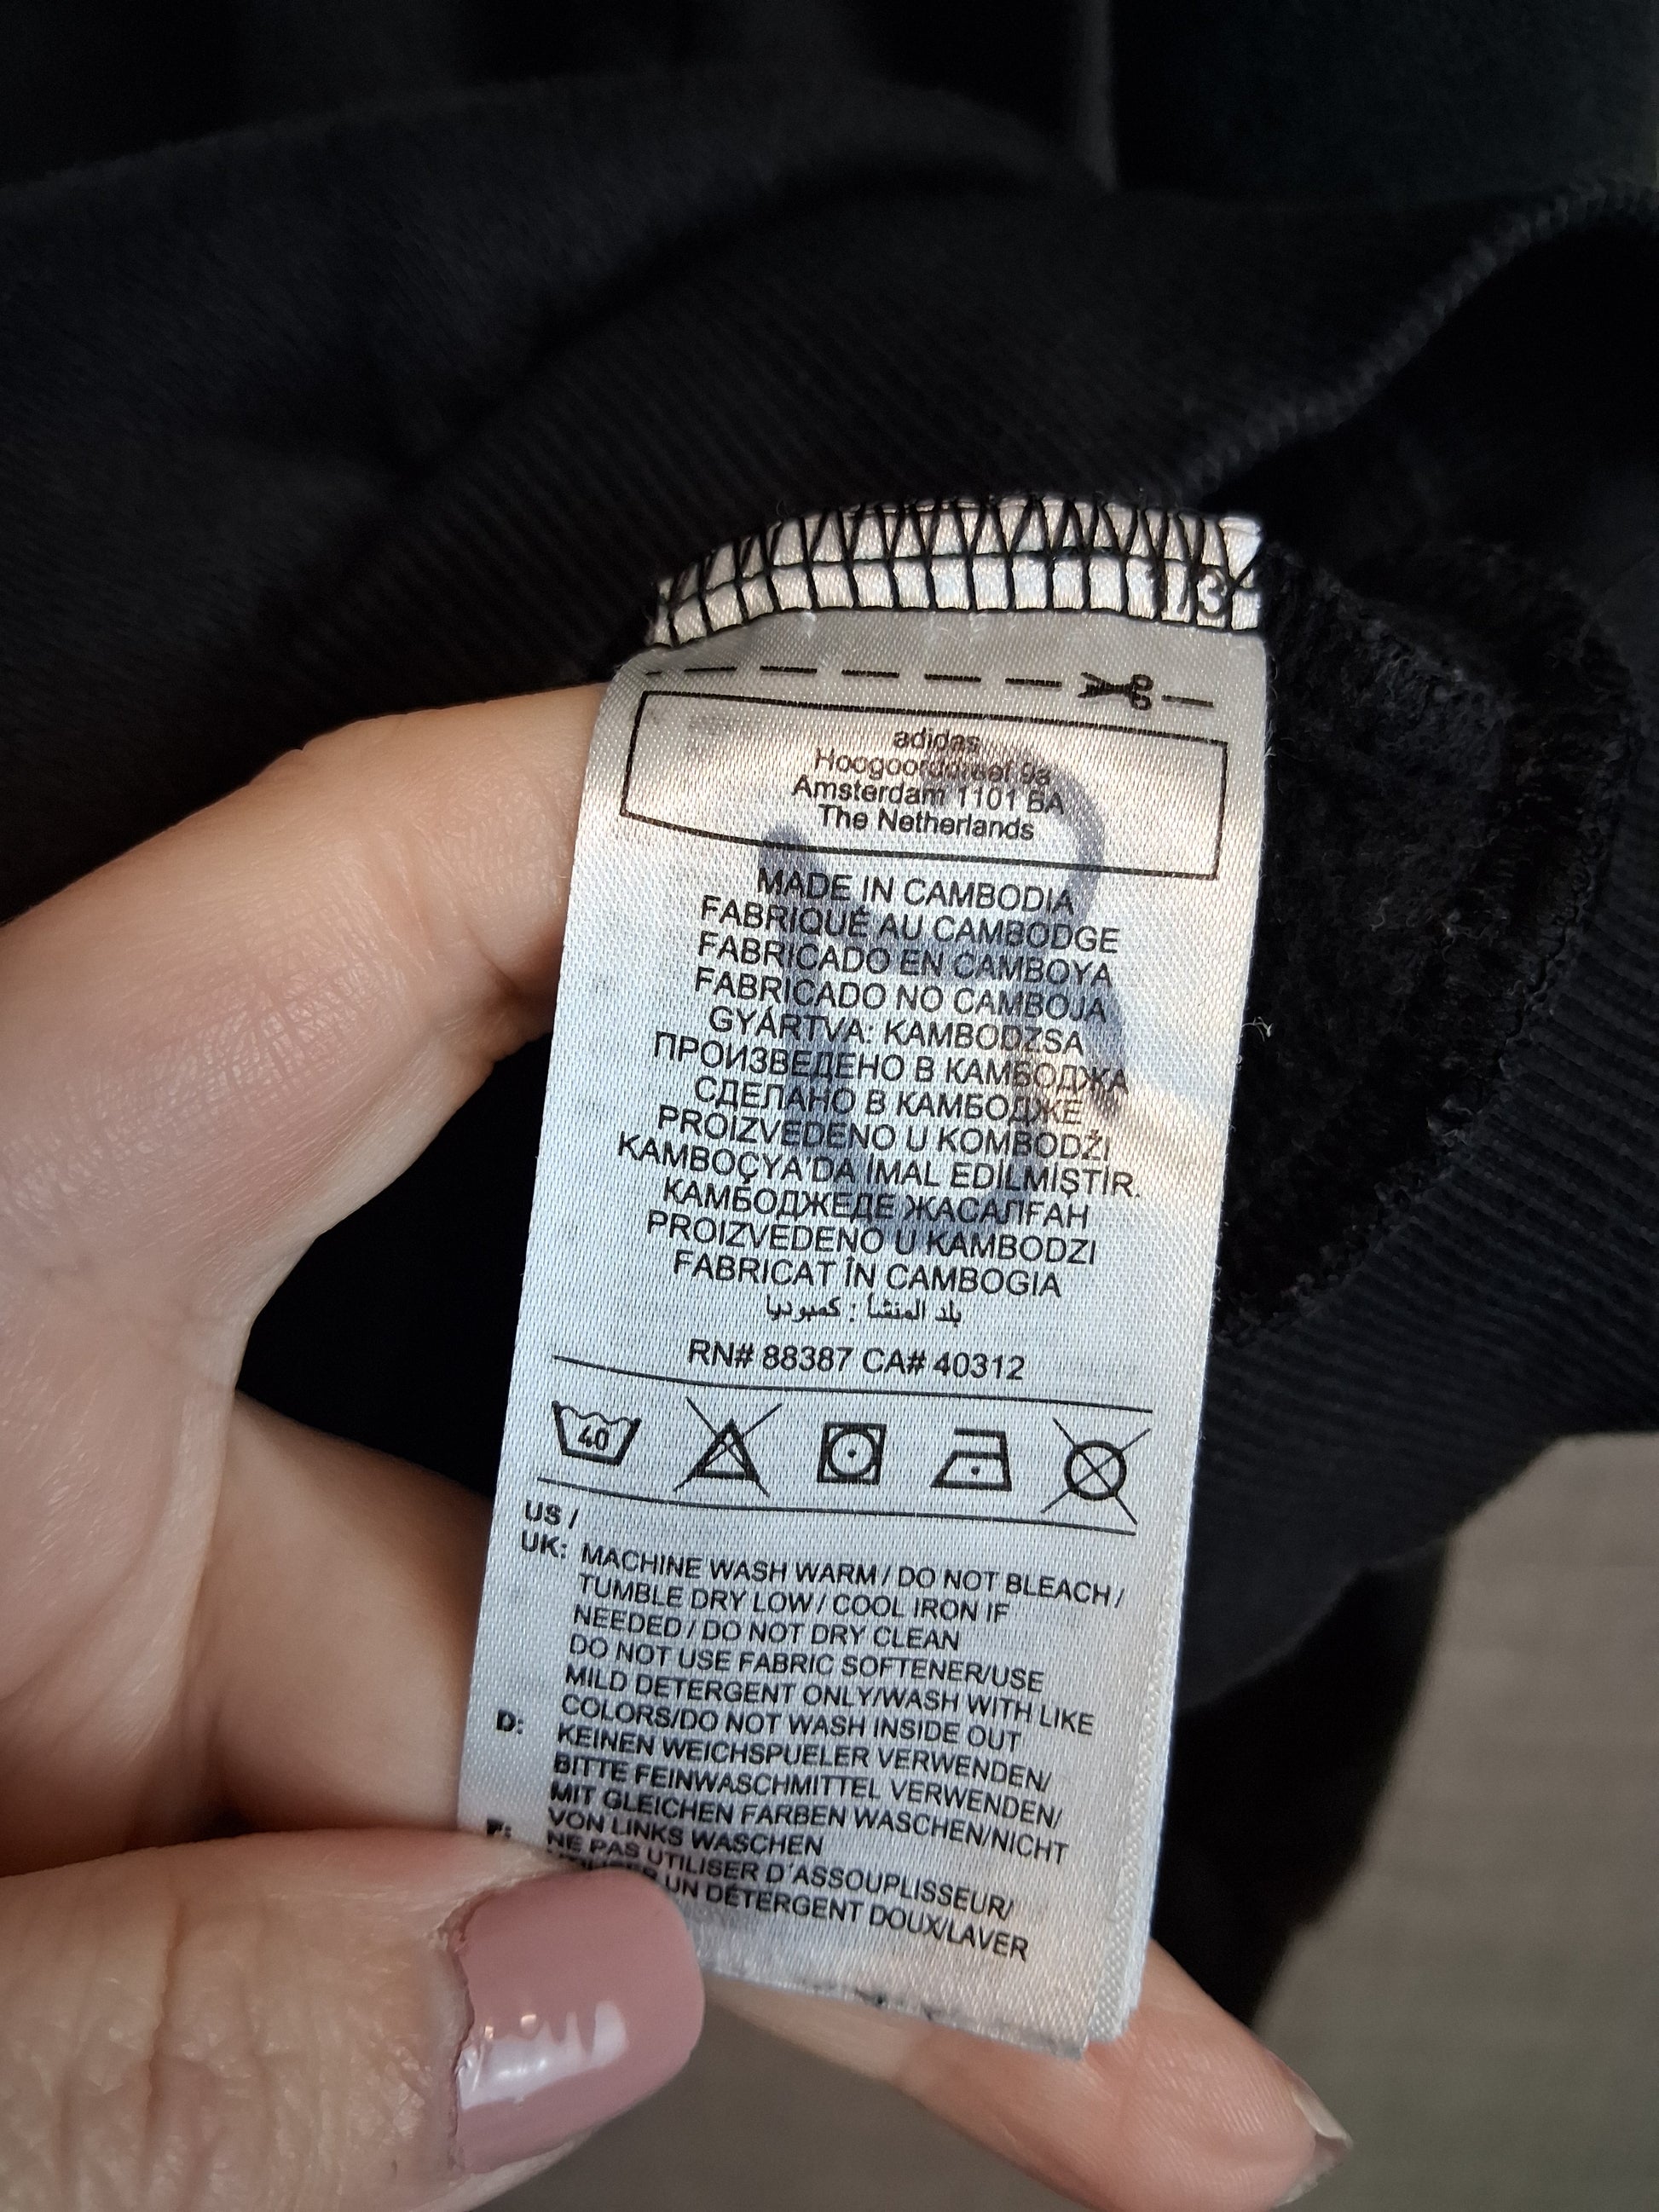 1/3
adidas
Hoogoorddreef 9a
Amsterdam 1101 BA
The Netherlands
MADE IN CAMBODIA
FABRIQUÉ AU CAMBODGE
FABRICADO EN CAMBOYA
FABRICADO NO CAMBOJA
GYÁRTVA: KAMBODZSA
ПРОИЗВЕДЕНО В КАМБОДЖА
СДЕЛАНО В КАМБОДЖЕ
PROIZVEDENO U KOMBODŽI
KAMBOÇYA'DA İMAL EDİLMİŞTİR.
КАМБОДЖЕДЕ ЖАСАЛҒАН
PROIZVEDENO U KAMBODZI
FABRICAT ÎN CAMBOGIA
بلد المنشأ : كمبوديا
RN# 88387 CA# 40312
40
US /
UK: MACHINE WASH WARM / DO NOT BLEACH /
TUMBLE DRY LOW / COOL IRON IF
NEEDED / DO NOT DRY CLEAN
DO NOT USE FABRIC SOFTENER/USE
MILD DETERGENT ONLY/WASH WITH LIKE
COLORS/DO NOT WASH INSIDE OUT
D: KEINEN WEICHSPUELER VERWENDEN/
BITTE FEINWASCHMITTEL VERWENDEN/
MIT GLEICHEN FARBEN WASCHEN/NICHT
VON LINKS WASCHEN
F: NE PAS UTILISER D'ASSOUPLISSEUR/
UN DÉTERGENT DOUX/LAVER